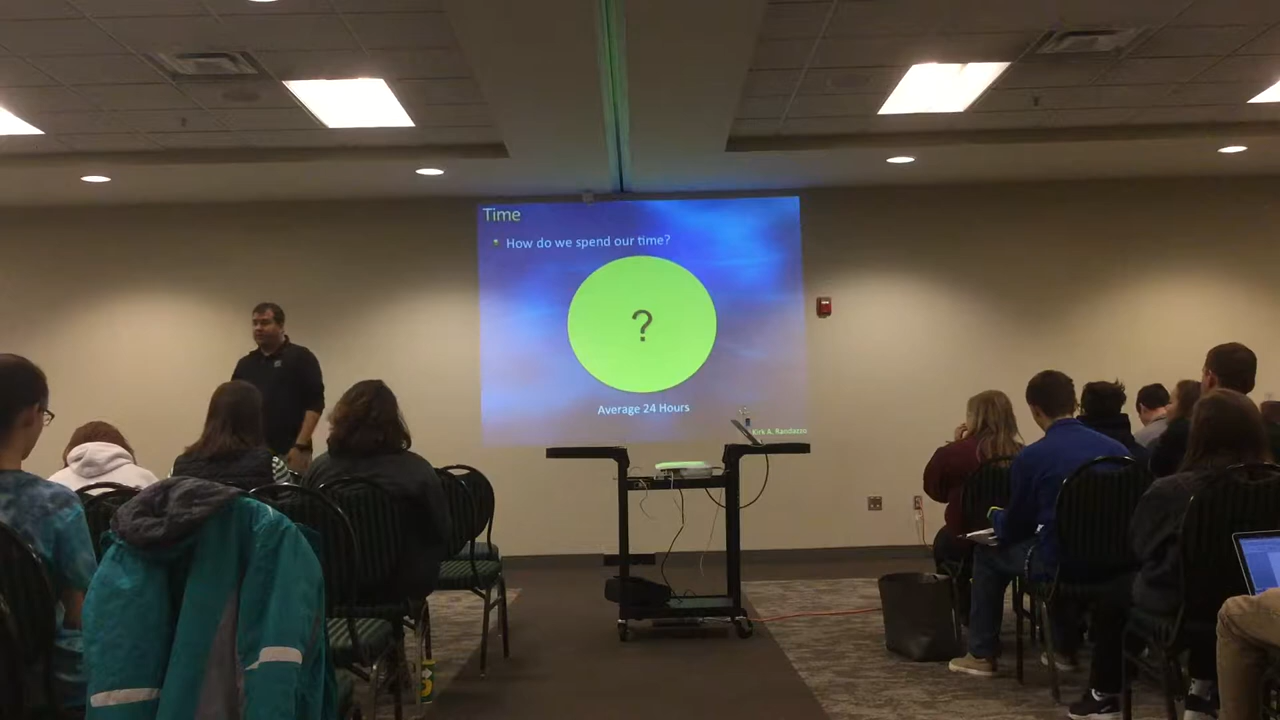 Time
How do we spend our time?
?
Average 24 Hours
Kirk A. Randazzo